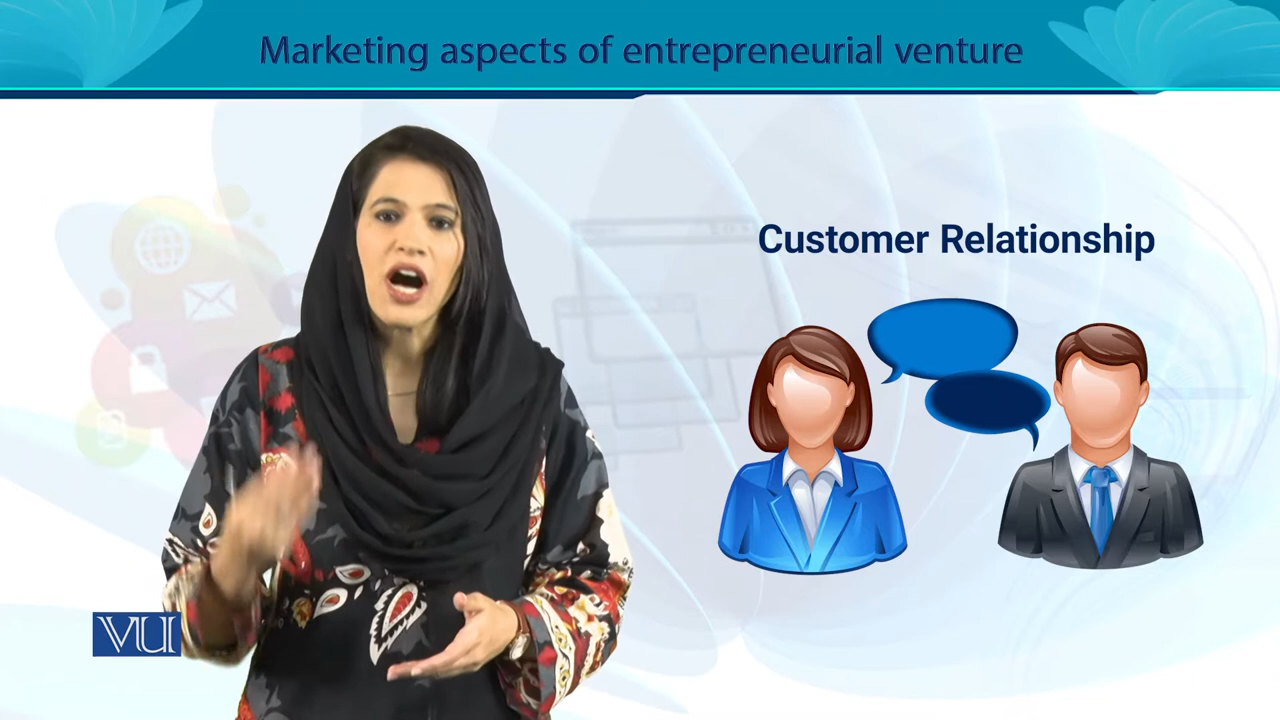 Marketing aspects of entrepreneurial venture
Customer Relationship
VU